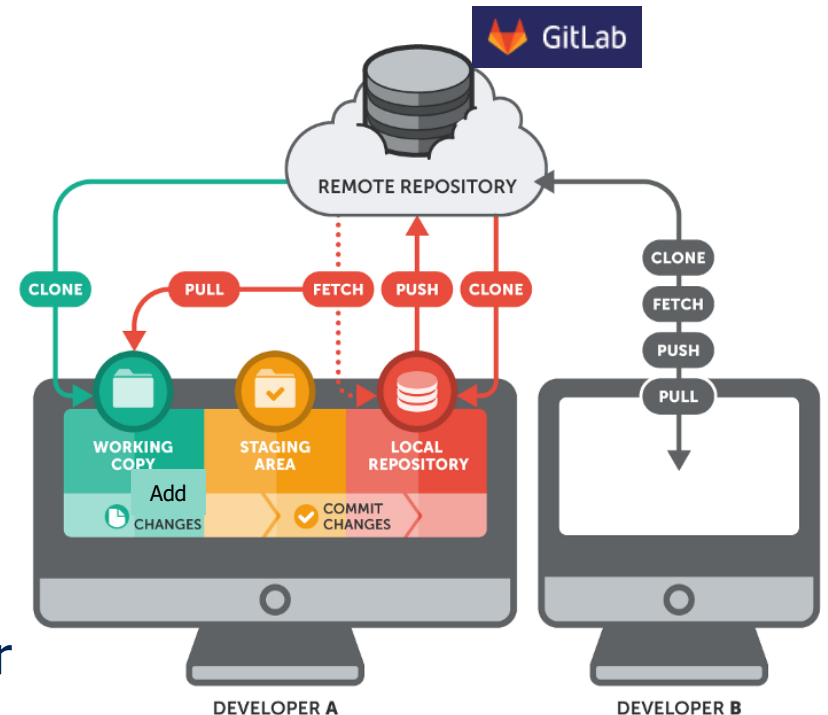 GitLab
REMOTE REPOSITORY
CLONE
PULL
FETCH
PUSH
CLONE
CLONE
FETCH
PUSH
PULL
WORKING
COPY
STAGING
AREA
LOCAL
REPOSITORY
Add
CHANGES
COMMIT
CHANGES
r
DEVELOPER A
DEVELOPER B